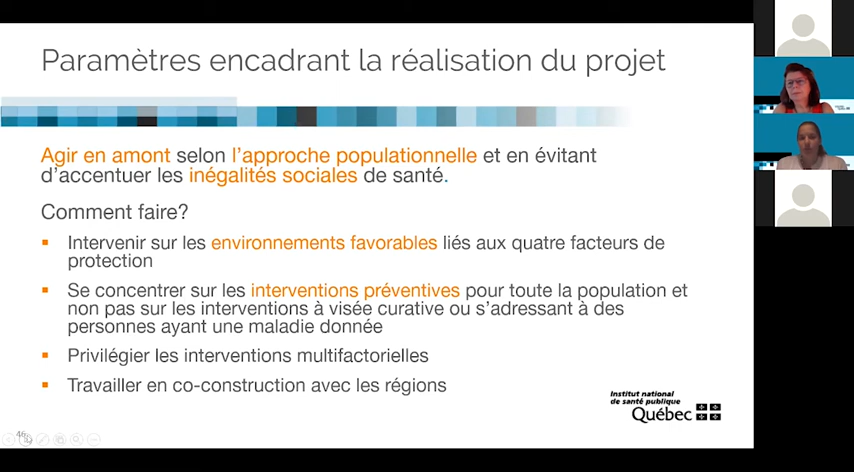 Paramètres encadrant la réalisation du projet
Agir en amont selon l'approche populationnelle et en évitant
d'accentuer les inégalités sociales de santé.
Comment faire?
Intervenir sur les environnements favorables liés aux quatre facteurs de
protection
Se concentrer sur les interventions préventives pour toute la population et
non pas sur les interventions à visée curative ou s'adressant à des
personnes ayant une maladie donnée
Privilégier les interventions multifactorielles
Travailler en co-construction avec les régions
Institut national
de santé publique
Québec
46